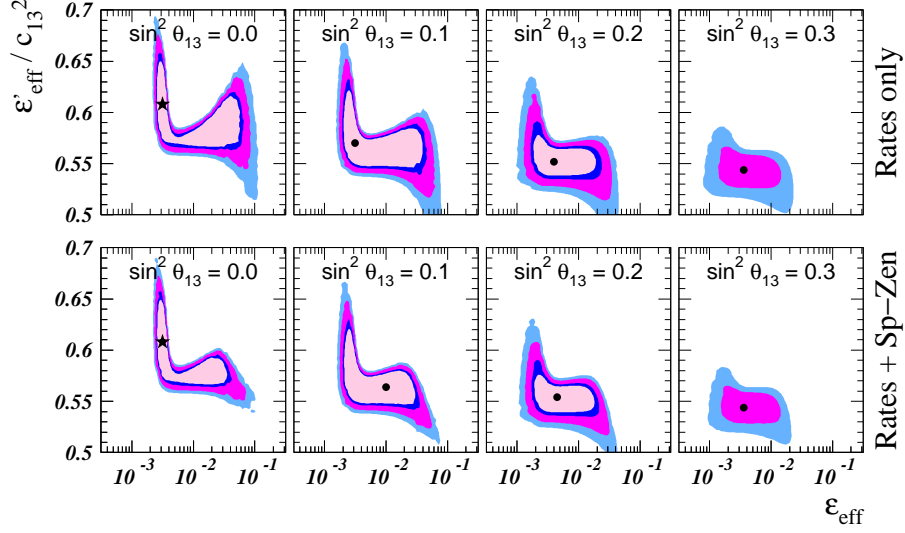 ε'eff / c13²
0.7
0.65
0.6
0.55
0.5
sin² θ13 = 0.0
sin² θ13 = 0.1
sin² θ13 = 0.2
sin² θ13 = 0.3
Rates only
0.7
0.65
0.6
0.55
0.5
sin² θ13 = 0.0
sin² θ13 = 0.1
sin² θ13 = 0.2
sin² θ13 = 0.3
Rates + Sp-Zen
10⁻³ 10⁻² 10⁻¹
10⁻³ 10⁻² 10⁻¹
10⁻³ 10⁻² 10⁻¹
10⁻³ 10⁻² 10⁻¹
εeff